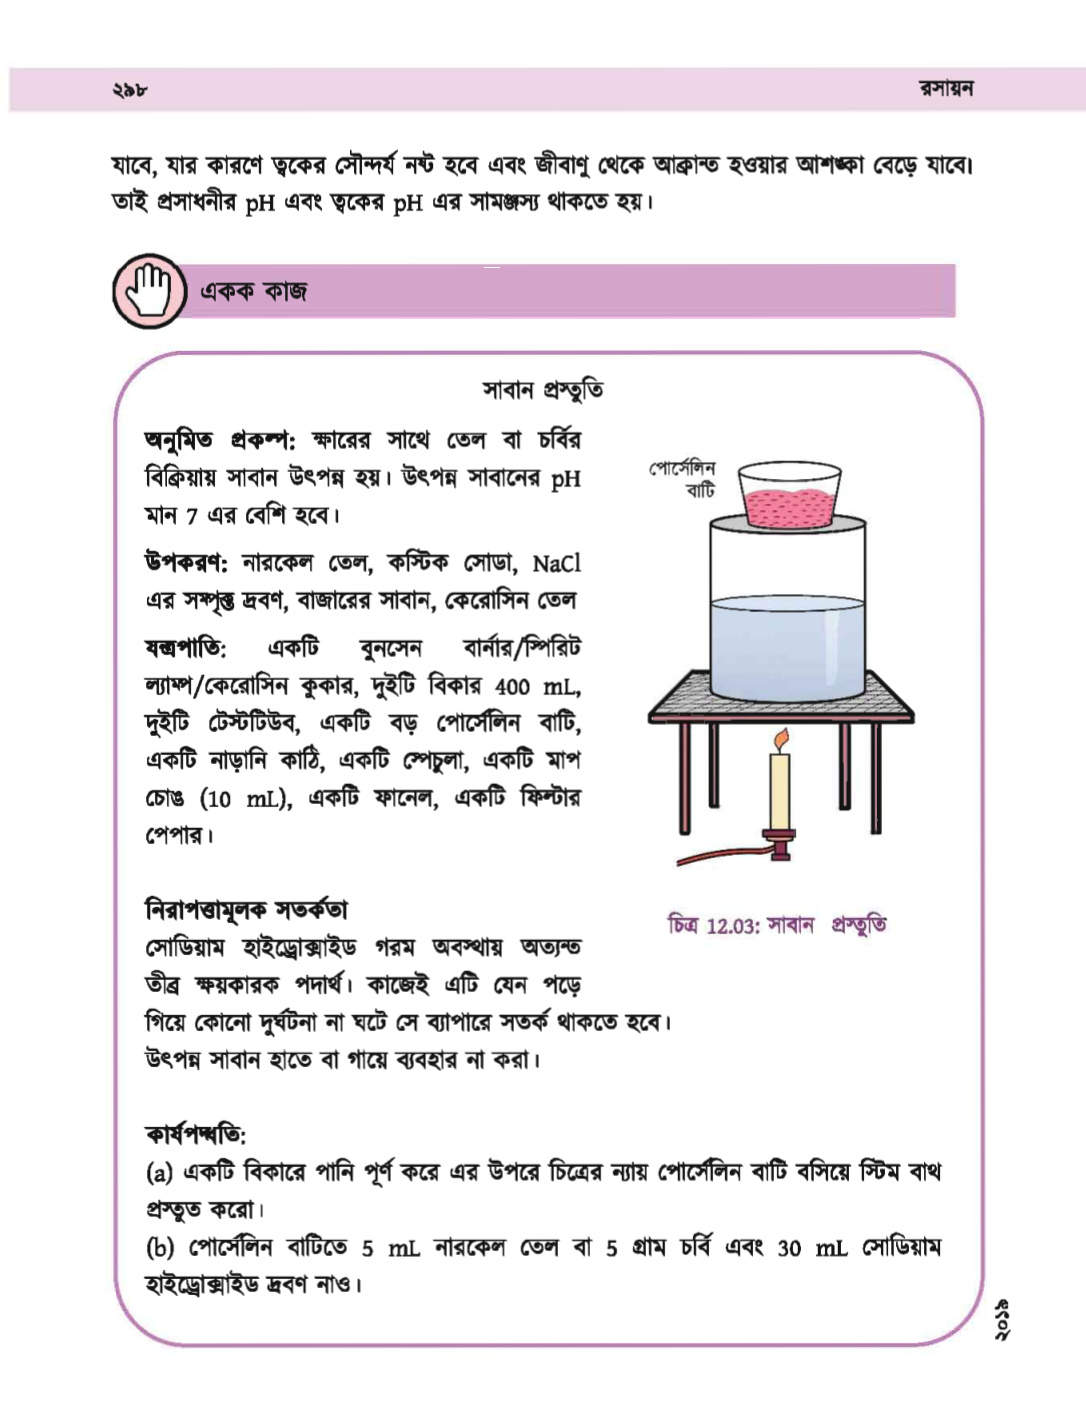 ২৯৮
রসায়ন
যাবে, যার কারণে ত্বকের সৌন্দর্য নষ্ট হবে এবং জীবাণু থেকে আক্রান্ত হওয়ার আশঙ্কা বেড়ে যাবে।
তাই প্রসাধনীর pH এবং ত্বকের pH এর সামঞ্জস্য থাকতে হয়।
একক কাজ
সাবান প্রস্তুতি
অনুমিত প্রকল্প: ক্ষারের সাথে তেল বা চর্বির
বিক্রিয়ায় সাবান উৎপন্ন হয়। উৎপন্ন সাবানের pH
মান 7 এর বেশি হবে।
উপকরণ: নারকেল তেল, কস্টিক সোডা, NaCl
এর সম্পৃক্ত দ্রবণ, বাজারের সাবান, কেরোসিন তেল
যন্ত্রপাতি: একটি বুনসেন বার্নার/স্পিরিট
ল্যাম্প/কেরোসিন কুকার, দুইটি বিকার 400 mL,
দুইটি টেস্টটিউব, একটি বড় পোর্সেলিন বাটি,
একটি নাড়ানি কাঠি, একটি স্পেচুলা, একটি মাপ
চোঙ (10 mL), একটি ফানেল, একটি ফিল্টার
পেপার।
পোর্সেলিন
বাটি
চিত্র 12.03: সাবান প্রস্তুতি
নিরাপত্তামূলক সতর্কতা
সোডিয়াম হাইড্রোক্সাইড গরম অবস্থায় অত্যন্ত
তীব্র ক্ষয়কারক পদার্থ। কাজেই এটি যেন পড়ে
গিয়ে কোনো দুর্ঘটনা না ঘটে সে ব্যাপারে সতর্ক থাকতে হবে।
উৎপন্ন সাবান হাতে বা গায়ে ব্যবহার না করা।
কার্যপদ্ধতি:
(a) একটি বিকারে পানি পূর্ণ করে এর উপরে চিত্রের ন্যায় পোর্সেলিন বাটি বসিয়ে স্টিম বাথ
প্রস্তুত করো।
(b) পোর্সেলিন বাটিতে 5 mL নারকেল তেল বা 5 গ্রাম চর্বি এবং 30 mL সোডিয়াম
হাইড্রোক্সাইড দ্রবণ নাও।
২০১৯